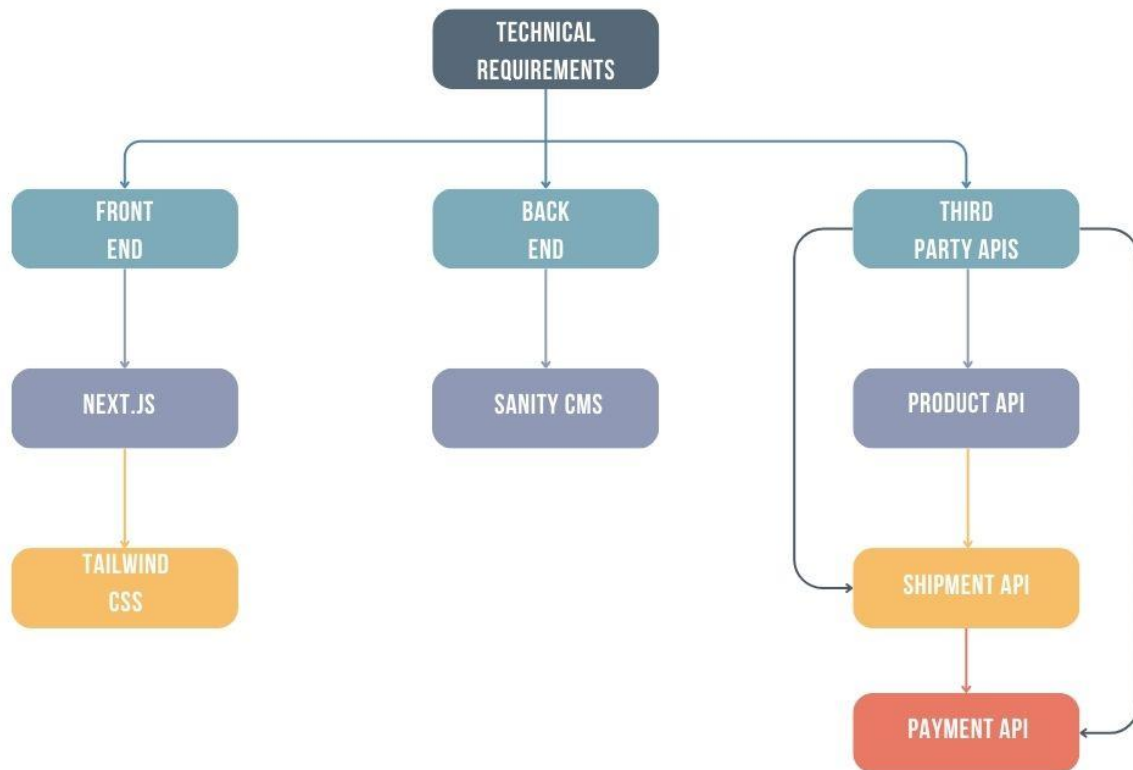 TECHNICAL
REQUIREMENTS
FRONT
END
BACK
END
THIRD
PARTY APIS
NEXT.JS
SANITY CMS
PRODUCT API
TAILWIND
CSS
SHIPMENT API
PAYMENT API